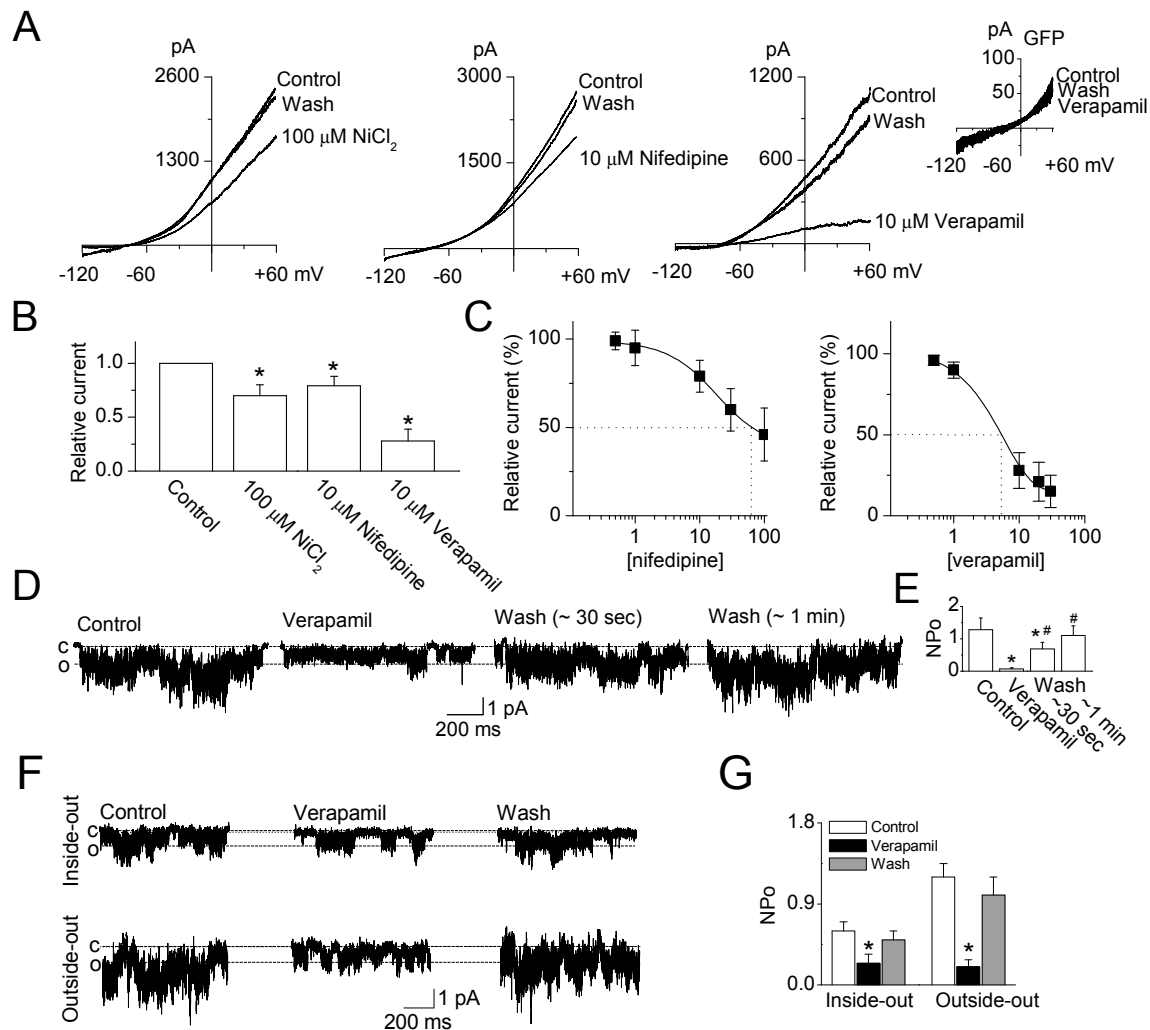 A
pA
2600
1300
Control
Wash
100 μM NiCl2
-120
-60
+60 mV
pA
3000
1500
Control
Wash
10 μM Nifedipine
-120
-60
+60 mV
pA
1200
600
Control
Wash
10 μM Verapamil
-120
-60
+60 mV
pA GFP
100
50
Control
Wash
Verapamil
-120
-60
+60 mV
B
Relative current
1.0
0.5
0.0
*
*
*
Control
100 μM NiCl2
10 μM Nifedipine
10 μM Verapamil
C
Relative current (%)
100
50
0
1
10
100
[nifedipine]
Relative current (%)
100
50
0
1
10
100
[verapamil]
D
Control
Verapamil
Wash (~ 30 sec)
Wash (~ 1 min)
c
o
1 pA
200 ms
E
NPo
2
1
0
*
* #
#
Control
Verapamil
Wash ~30 sec
~1 min
F
Inside-out
Control
Verapamil
Wash
c
o
Outside-out
c
o
1 pA
200 ms
G
NPo
1.8
0.9
0.0
Control
Verapamil
Wash
*
*
Inside-out
Outside-out